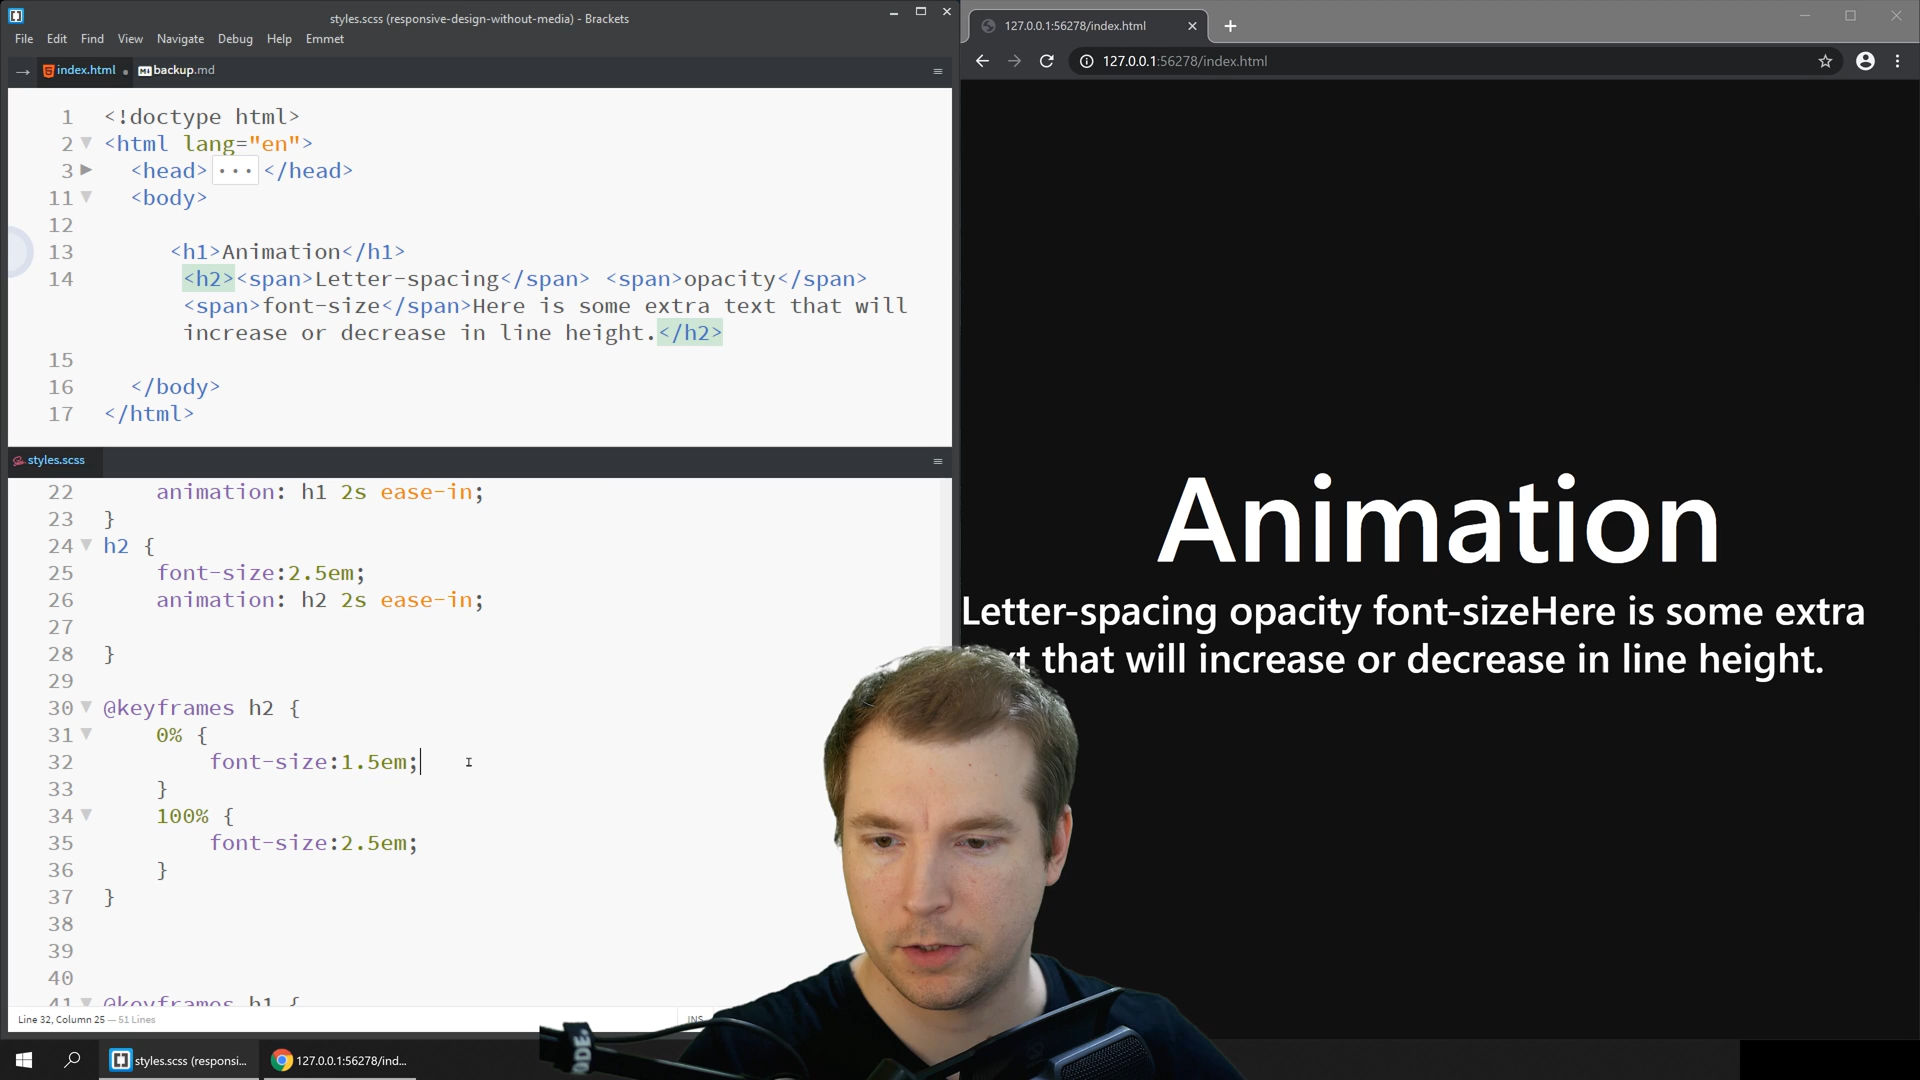 styles.scss (responsive-design-without-media) - Brackets
File Edit Find View Navigate Debug Help Emmet
index.html backup.md
1 <!doctype html>
2 <html lang="en">
3 <head>...</head>
11 <body>
12
13 <h1>Animation</h1>
14 <h2><span>Letter-spacing</span> <span>opacity</span>
<span>font-size</span>Here is some extra text that will
increase or decrease in line height.</h2>
15
16 </body>
17 </html>
styles.scss
22 animation: h1 2s ease-in;
23 }
24 h2 {
25 font-size:2.5em;
26 animation: h2 2s ease-in;
27
28 }
29
30 @keyframes h2 {
31 0% {
32 font-size:1.5em;
33 }
34 100% {
35 font-size:2.5em;
36 }
37 }
38
39
40
41 @keyframes h1 {
Line 32, Column 25 — 51 Lines
INS
styles.scss (responsi...
127.0.0.1:56278/ind...
127.0.0.1:56278/index.html
127.0.0.1:56278/index.html
Animation
Letter-spacing opacity font-sizeHere is some extra
that will increase or decrease in line height.